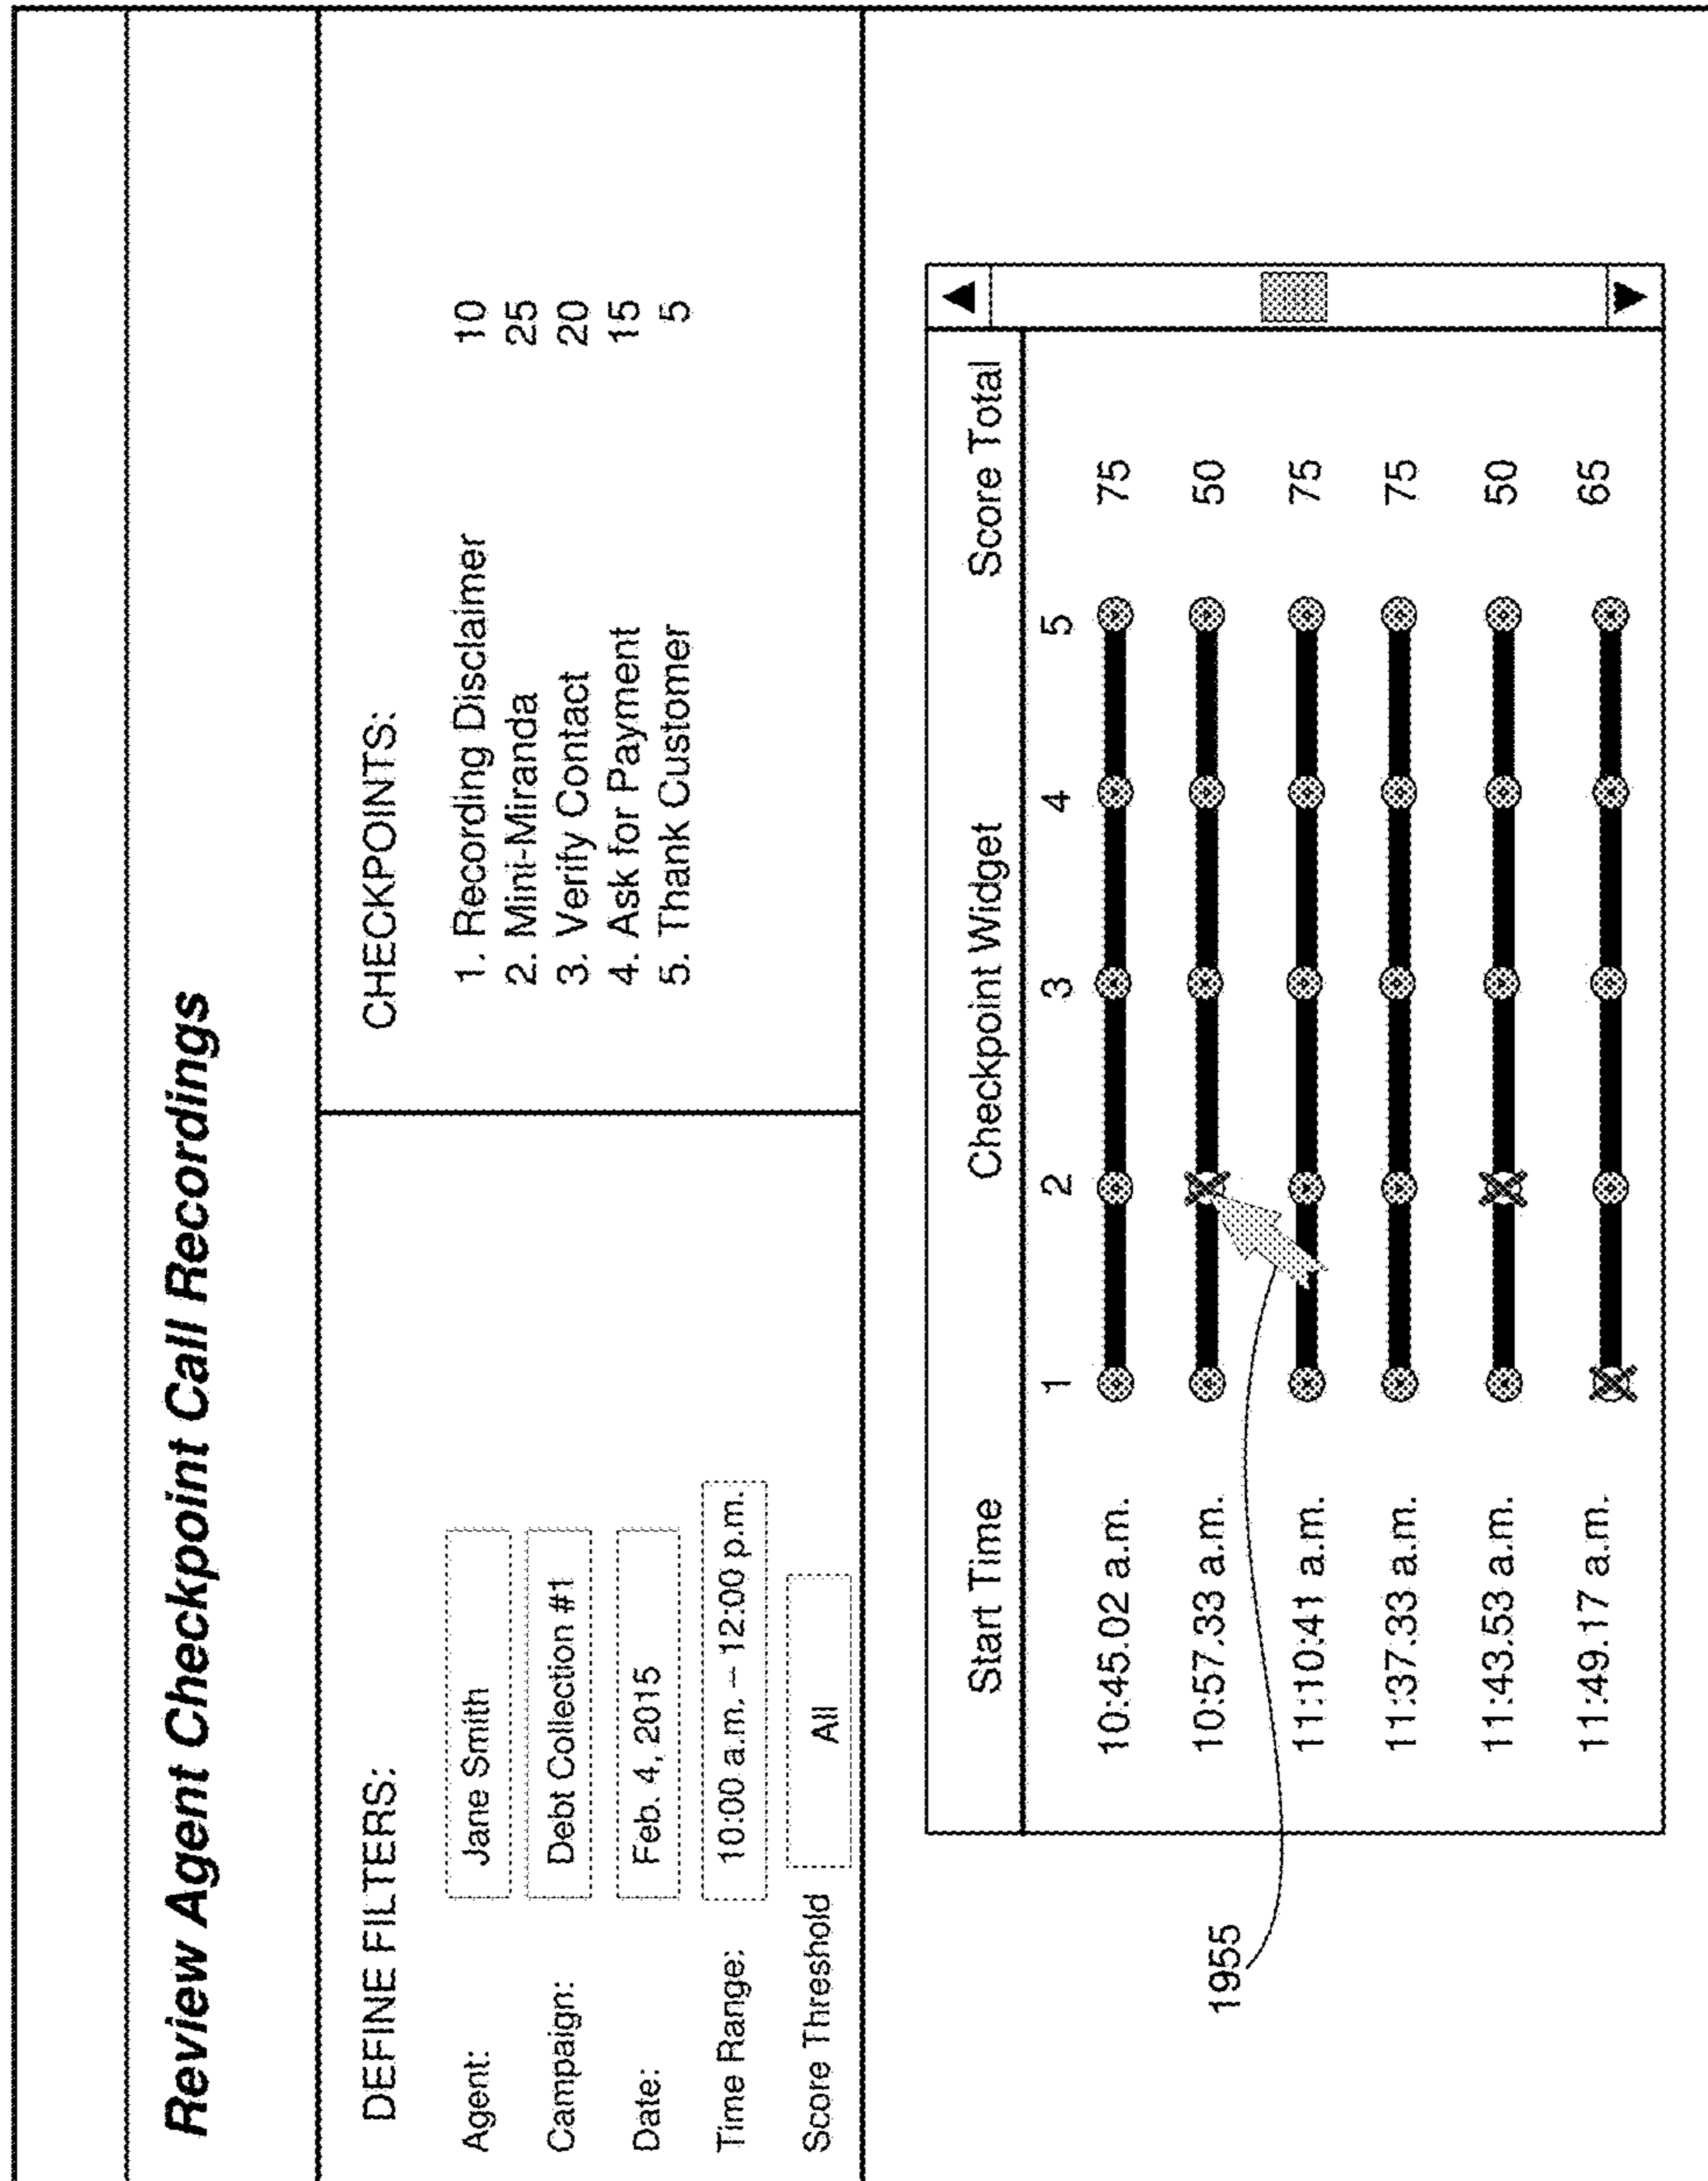 Review Agent Checkpoint Call Recordings
DEFINE FILTERS:
Agent: Jane Smith
Campaign: Debt Collection #1
Date: Feb. 4, 2015
Time Range: 10:00 a.m. – 12:00 p.m.
Score Threshold All
CHECKPOINTS:
1. Recording Disclaimer 10
2. Mini-Miranda 25
3. Verify Contact 20
4. Ask for Payment 15
5. Thank Customer 5
Start Time Checkpoint Widget Score Total
1 2 3 4 5
10:45.02 a.m. 75
10:57.33 a.m. 50
11:10:41 a.m. 75
11:37.33 a.m. 75
11:43.53 a.m. 50
11:49.17 a.m. 65
1955